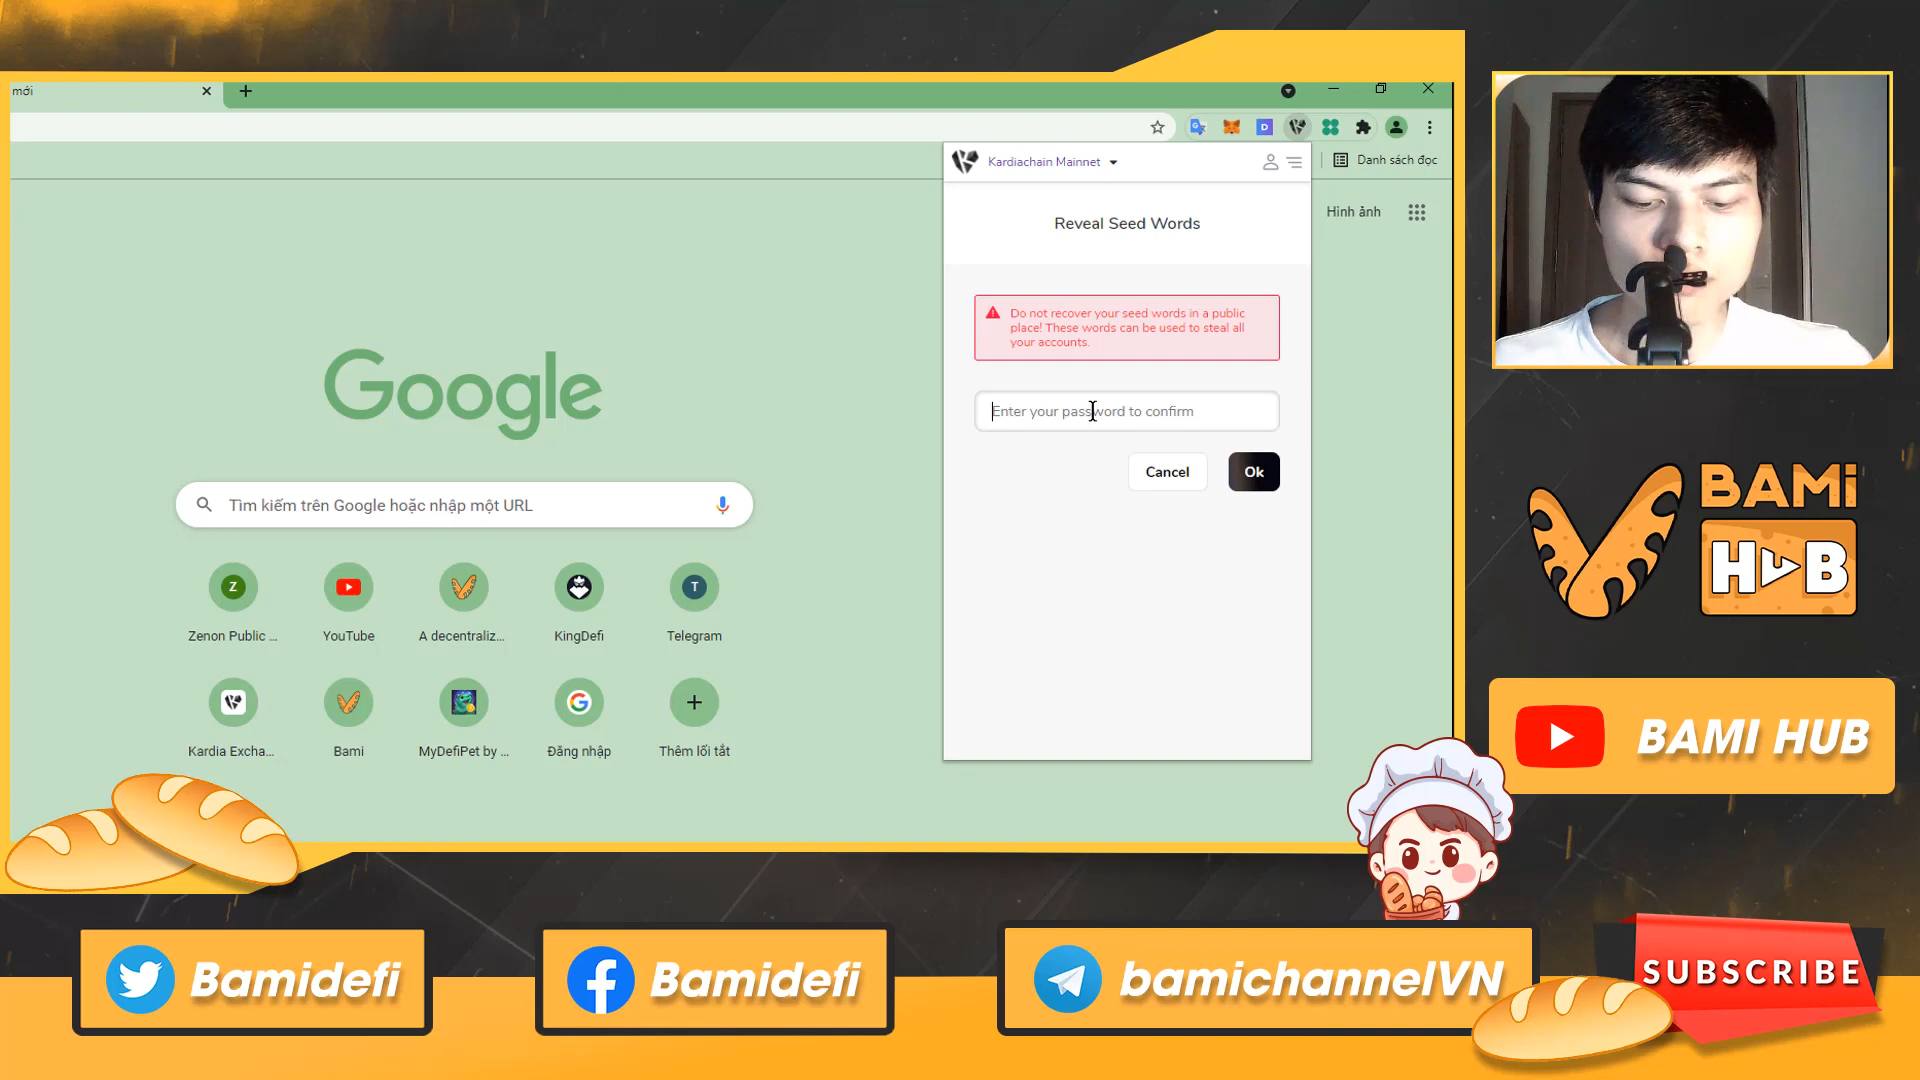 mới
Kardiachain Mainnet
Danh sách đọc
Hình ảnh
Reveal Seed Words
Do not recover your seed words in a public
place! These words can be used to steal all
your accounts.
Enter your password to confirm
Cancel
Ok
Google
Tìm kiếm trên Google hoặc nhập một URL
Z
T
Zenon Public ...
YouTube
A decentraliz...
KingDefi
Telegram
Kardia Excha...
Bami
MyDefiPet by ...
Đăng nhập
Thêm lối tắt
BAMi
HUB
BAMI HUB
Bamidefi
Bamidefi
bamichannelVN
SUBSCRIBE